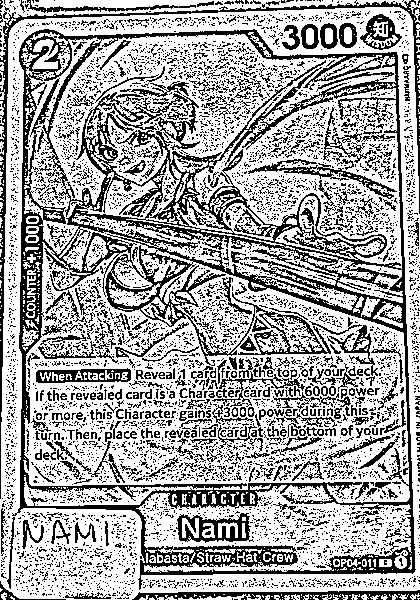 2
3000
知
COUNTER +1000
When Attacking Reveal 1 card from the top of your deck.
If the revealed card is a Character card with 6000 power
or more, this Character gains +3000 power during this
turn. Then, place the revealed card at the bottom of your
deck.
CHARACTER
Nami
Alabasta/Straw Hat Crew
OP04-011 R 1
NAMI